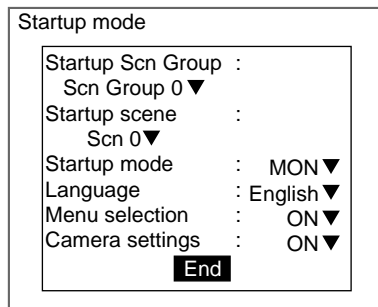 Startup mode
Startup Scn Group :
Scn Group 0▼
Startup scene :
Scn 0▼
Startup mode : MON▼
Language : English▼
Menu selection : ON▼
Camera settings : ON▼
End